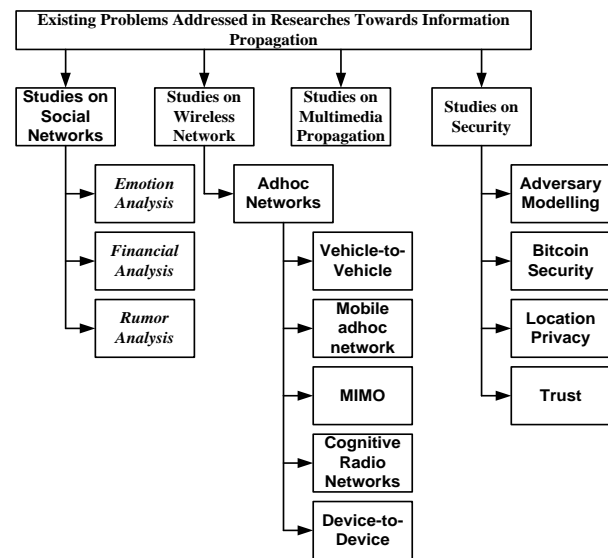 Existing Problems Addressed in Researches Towards Information
Propagation
Studies on
Social
Networks
Studies on
Wireless
Network
Studies on
Multimedia
Propagation
Studies on
Security
Emotion
Analysis
Financial
Analysis
Rumor
Analysis
Adhoc
Networks
Vehicle-to-
Vehicle
Mobile
adhoc
network
MIMO
Cognitive
Radio
Networks
Device-to-
Device
Adversary
Modelling
Bitcoin
Security
Location
Privacy
Trust